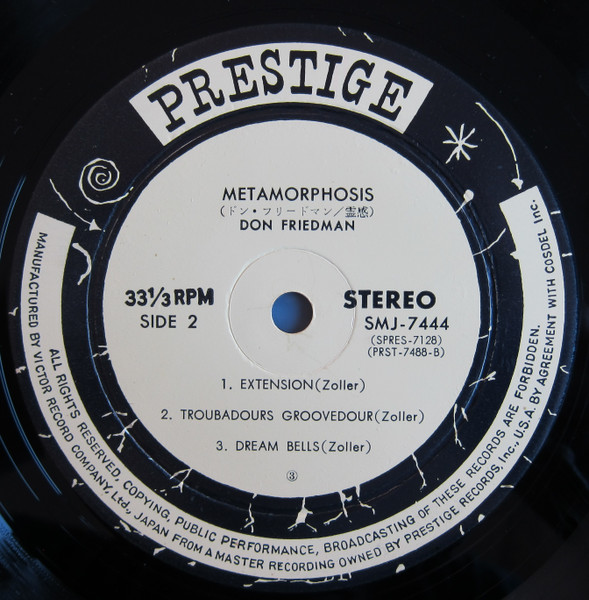 PRESTIGE
METAMORPHOSIS
(ドン・フリードマン/霊感)
DON FRIEDMAN
33⅓ RPM
SIDE 2
STEREO
SMJ-7444
(SPRES-7128)
(PRST-7488-B)
1. EXTENSION(Zoller)
2. TROUBADOURS GROOVEDOUR(Zoller)
3. DREAM BELLS(Zoller)
③
ALL RIGHTS RESERVED, COPYING, PUBLIC PERFORMANCE, BROADCASTING OF THESE RECORDS ARE FORBIDDEN.
MANUFACTURED BY VICTOR RECORD COMPANY, Ltd., JAPAN FROM A MASTER RECORDING OWNED BY PRESTIGE RECORDS, Inc., U.S.A. BY AGREEMENT WITH COSDEL Inc.